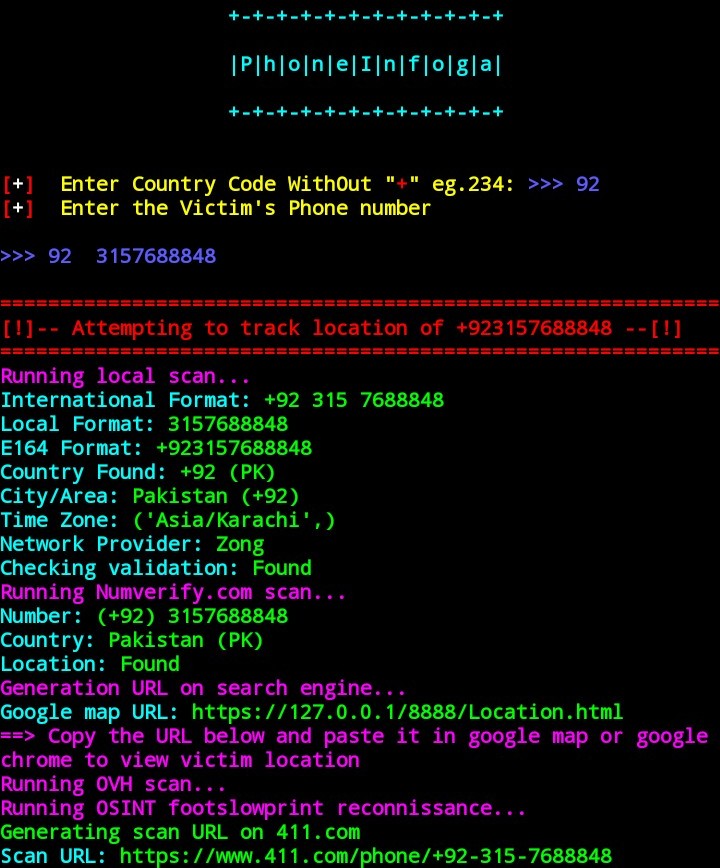 +-+-+-+-+-+-+-+-+-+-+-+
|P|h|o|n|e|I|n|f|o|g|a|
+-+-+-+-+-+-+-+-+-+-+-+
[+]  Enter Country Code WithOut "+" eg.234: >>> 92
[+]  Enter the Victim's Phone number
>>> 92  3157688848
============================================================
[!]-- Attempting to track location of +923157688848 --[!]
============================================================
Running local scan...
International Format: +92 315 7688848
Local Format: 3157688848
E164 Format: +923157688848
Country Found: +92 (PK)
City/Area: Pakistan (+92)
Time Zone: ('Asia/Karachi',)
Network Provider: Zong
Checking validation: Found
Running Numverify.com scan...
Number: (+92) 3157688848
Country: Pakistan (PK)
Location: Found
Generation URL on search engine...
Google map URL: https://127.0.0.1/8888/Location.html
==> Copy the URL below and paste it in google map or google
chrome to view victim location
Running OVH scan...
Running OSINT footslowprint reconnissance...
Generating scan URL on 411.com
Scan URL: https://www.411.com/phone/+92-315-7688848